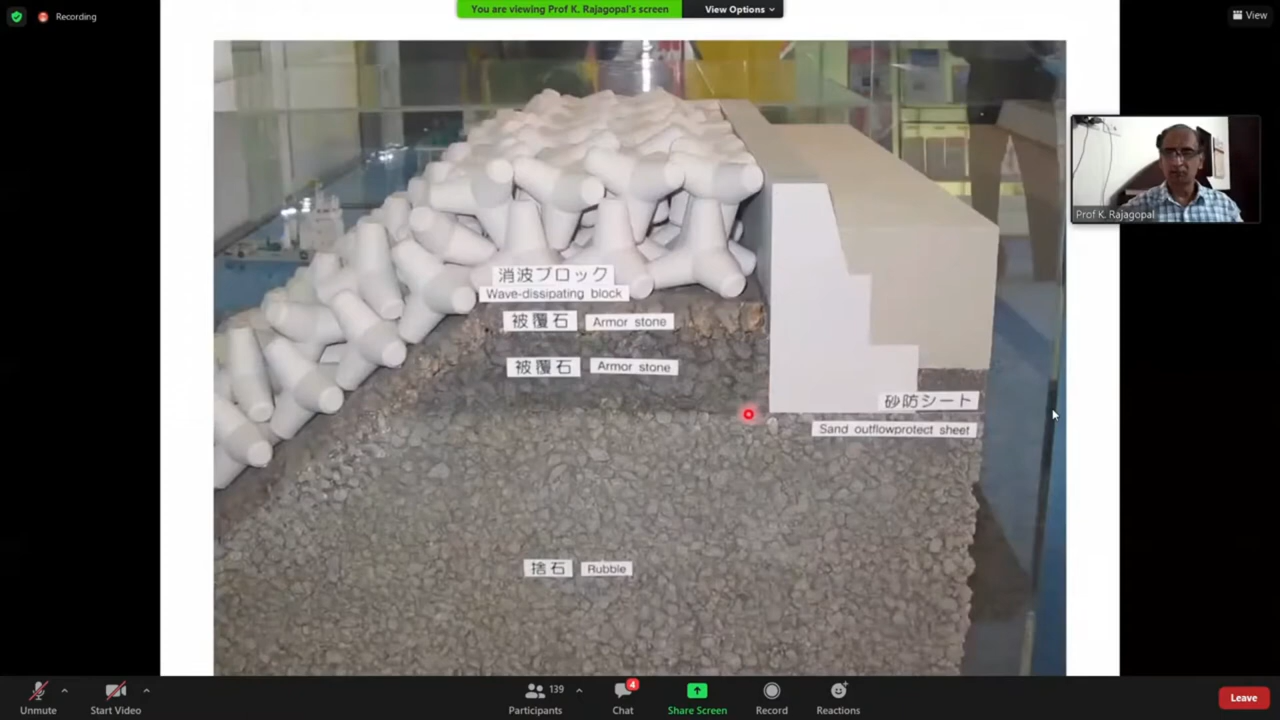 Recording
You are viewing Prof K. Rajagopal's screen
View Options
View
Prof K. Rajagopal
消波ブロック
Wave-dissipating block
被覆石 Armor stone
被覆石 Armor stone
砂防シート
Sand outflowprotect sheet
捨石 Rubble
Unmute
Start Video
139
Participants
4
Chat
Share Screen
Record
Reactions
Leave